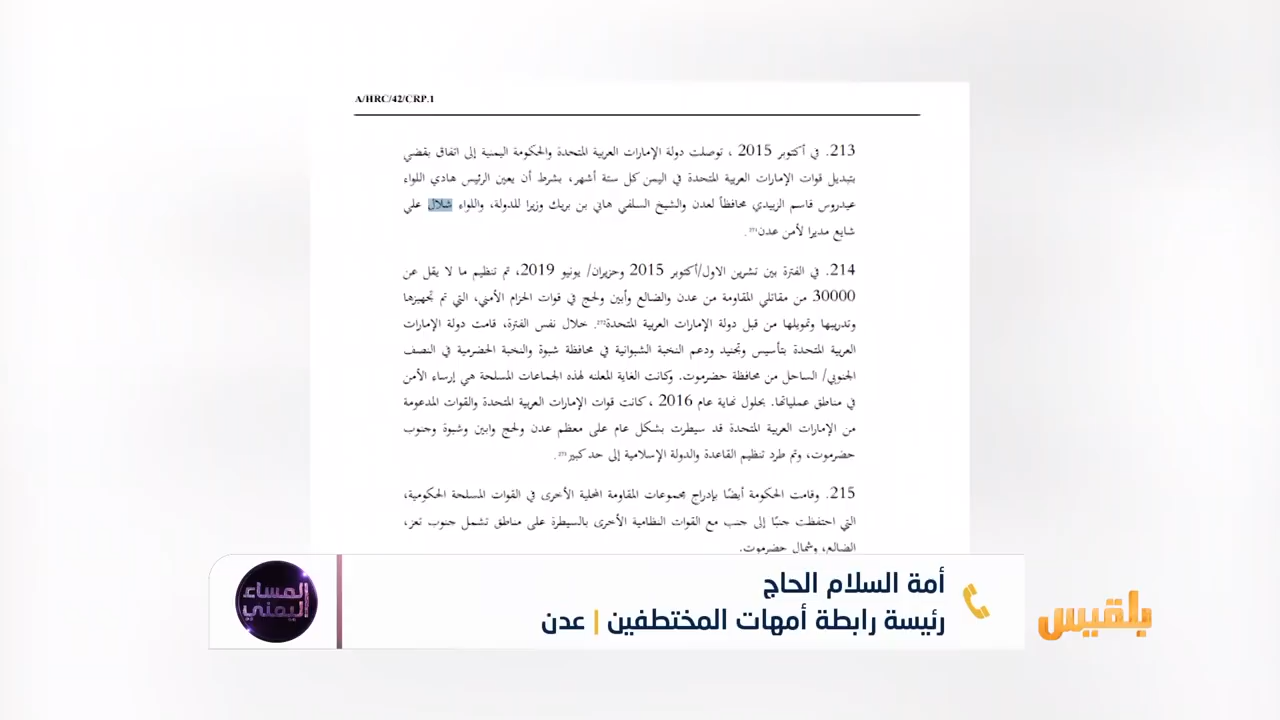 A/HRC/42/CRP.1
213. في أكتوبر 2015 ، توصلت دولة الإمارات العربية المتحدة والحكومة اليمنية إلى اتفاق يقضي
بتبديل قوات الإمارات العربية المتحدة في اليمن كل ستة أشهر، بشرط أن يعين الرئيس هادي اللواء
عيدروس قاسم الزبيدي محافظاً لعدن والشيخ السلفي هاني بن بريك وزيرا للدولة، واللواء شلال علي
شايع مديرا لأمن عدن²⁷¹.
214. في الفترة بين تشرين الاول/أكتوبر 2015 وحزيران/ يونيو 2019، تم تنظيم ما لا يقل عن
30000 من مقاتلي المقاومة من عدن والضالع وأبين ولحج في قوات الحزام الأمني، التي تم تجهيزها
وتدريبها وتمويلها من قبل دولة الإمارات العربية المتحدة²⁷². خلال نفس الفترة، قامت دولة الإمارات
العربية المتحدة بتأسيس وتجنيد ودعم النخبة الشبوانية في محافظة شبوة والنخبة الحضرمية في النصف
الجنوبي/ الساحل من محافظة حضرموت. وكانت الغاية المعلنه لهذه الجماعات المسلحة هي إرساء الأمن
في مناطق عملياتها. بحلول نهاية عام 2016 ، كانت قوات الإمارات العربية المتحدة والقوات المدعومة
من الإمارات العربية المتحدة قد سيطرت بشكل عام على معظم عدن ولحج وابين وشبوة وجنوب
حضرموت، وتم طرد تنظيم القاعدة والدولة الإسلامية إلى حد كبير²⁷³.
215. وقامت الحكومة أيضًا بإدراج مجموعات المقاومة المحلية الأخرى في القوات المسلحة الحكومية،
التي احتفظت جنبًا إلى جنب مع القوات النظامية الأخرى بالسيطرة على مناطق تشمل جنوب تعز،
الضالع، وشمال حضرموت.
أمة السلام الحاج
رئيسة رابطة أمهات المختطفين | عدن
المساء
اليمني
بلقيس